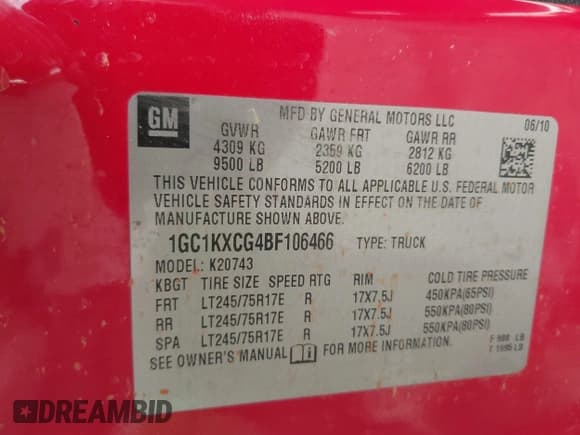 GM
MFD BY GENERAL MOTORS LLC 06/10
GVWR GAWR FRT GAWR RR
4309 KG 2359 KG 2812 KG
9500 LB 5200 LB 6200 LB
THIS VEHICLE CONFORMS TO ALL APPLICABLE U.S. FEDERAL MOTOR
VEHICLE SAFETY STANDARDS IN EFFECT ON THE DATE OF
MANUFACTURE SHOWN ABOVE.
1GC1KXCG4BF106466 TYPE: TRUCK
MODEL: K20743
KBGT TIRE SIZE SPEED RTG RIM COLD TIRE PRESSURE
FRT LT245/75R17E R 17X7.5J 450KPA(65PSI)
RR LT245/75R17E R 17X7.5J 550KPA(80PSI)
SPA LT245/75R17E R 17X7.5J 550KPA(80PSI)
SEE OWNER'S MANUAL i FOR MORE INFORMATION.
F 988 LB
T 1995 LB
DREAMBID